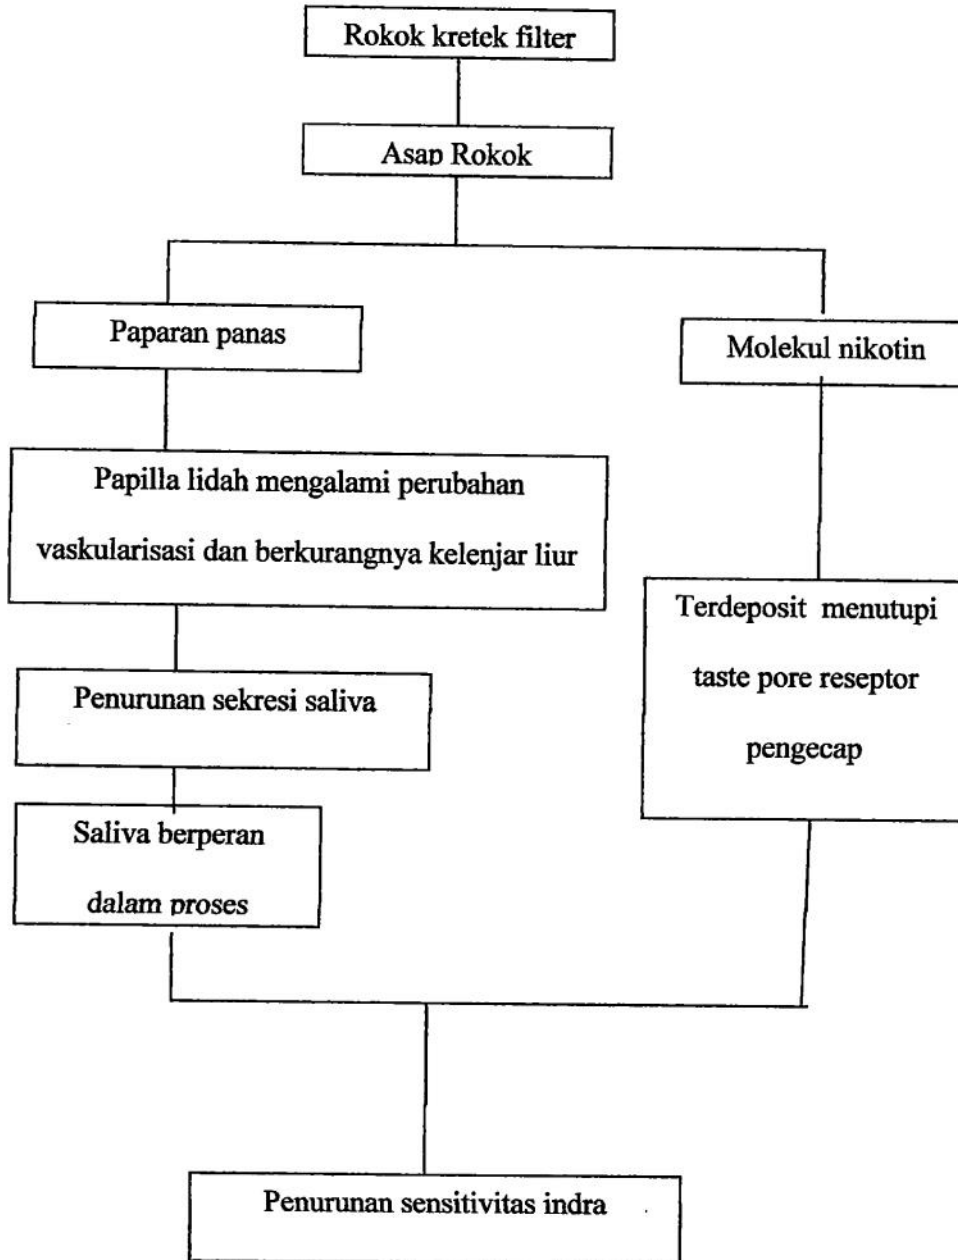 Rokok kretek filter
Asap Rokok
Paparan panas
Molekul nikotin
Papilla lidah mengalami perubahan
vaskularisasi dan berkurangnya kelenjar liur
Terdeposit menutupi
taste pore reseptor
pengecap
Penurunan sekresi saliva
Saliva berperan
dalam proses
Penurunan sensitivitas indra